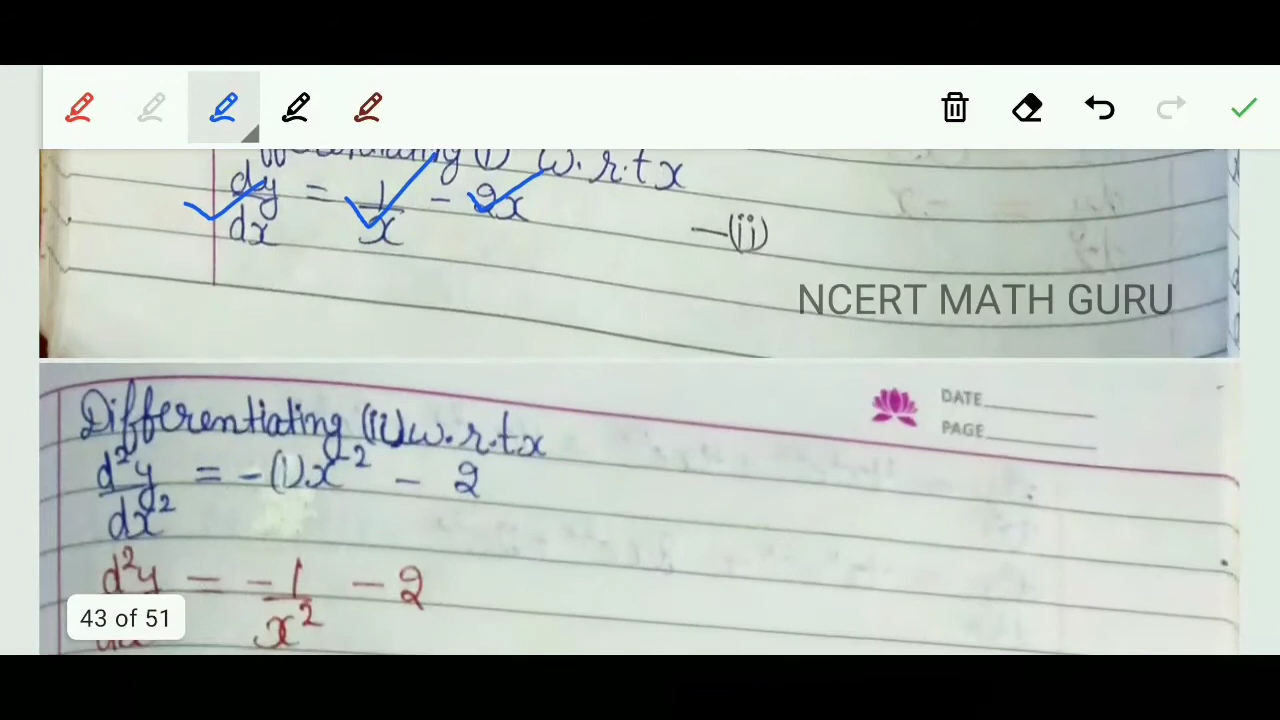 w.r.t x
dy/dx = 1/x - 2x —(ii)
NCERT MATH GURU
DATE
PAGE
Differentiating (ii) w.r.t x
d²y/dx² = -(1).x⁻² - 2
d²y = -1/x² - 2
43 of 51